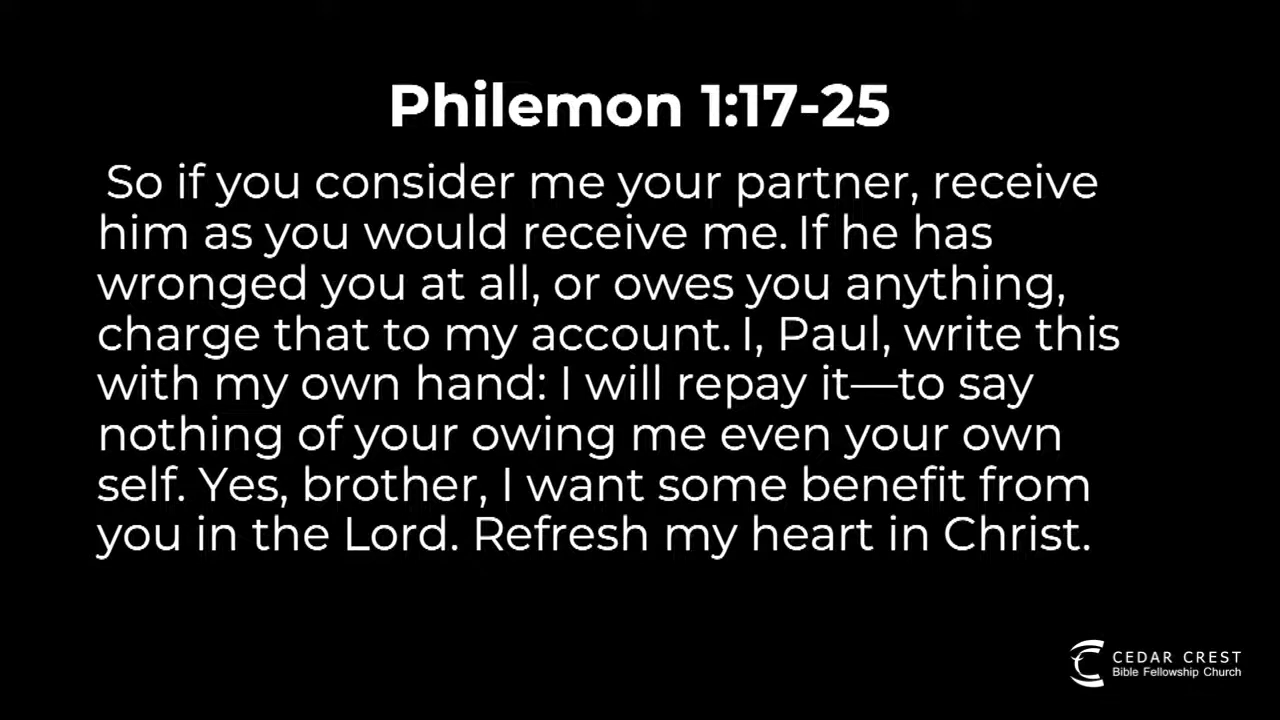 Philemon 1:17-25
So if you consider me your partner, receive
him as you would receive me. If he has
wronged you at all, or owes you anything,
charge that to my account. I, Paul, write this
with my own hand: I will repay it—to say
nothing of your owing me even your own
self. Yes, brother, I want some benefit from
you in the Lord. Refresh my heart in Christ.
CEDAR CREST
Bible Fellowship Church